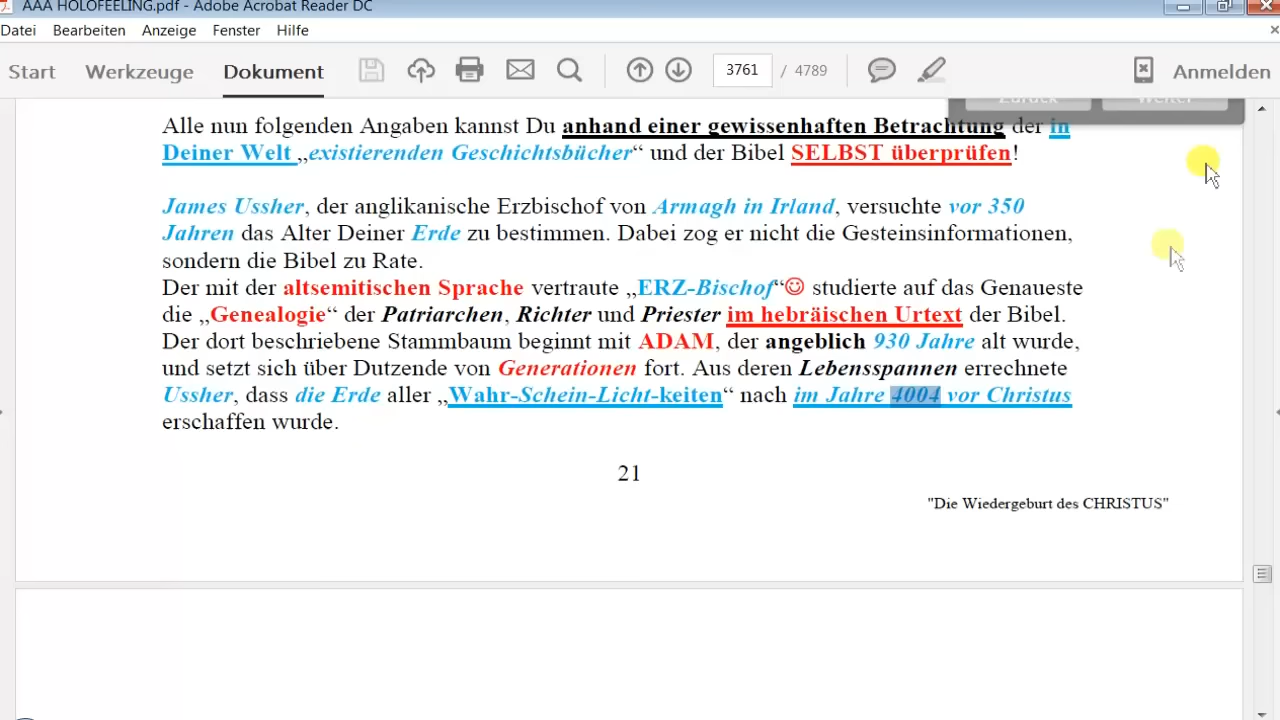 AAA HOLOFEELING.pdf - Adobe Acrobat Reader DC
Datei Bearbeiten Anzeige Fenster Hilfe
Start Werkzeuge Dokument 3761 / 4789 Anmelden
Zurück Weiter
Alle nun folgenden Angaben kannst Du anhand einer gewissenhaften Betrachtung der in
Deiner Welt „existierenden Geschichtsbücher“ und der Bibel SELBST überprüfen!
James Ussher, der anglikanische Erzbischof von Armagh in Irland, versuchte vor 350
Jahren das Alter Deiner Erde zu bestimmen. Dabei zog er nicht die Gesteinsinformationen,
sondern die Bibel zu Rate.
Der mit der altsemitischen Sprache vertraute „ERZ-Bischof“☺ studierte auf das Genaueste
die „Genealogie“ der Patriarchen, Richter und Priester im hebräischen Urtext der Bibel.
Der dort beschriebene Stammbaum beginnt mit ADAM, der angeblich 930 Jahre alt wurde,
und setzt sich über Dutzende von Generationen fort. Aus deren Lebensspannen errechnete
Ussher, dass die Erde aller „Wahr-Schein-Licht-keiten“ nach im Jahre 4004 vor Christus
erschaffen wurde.
21
"Die Wiedergeburt des CHRISTUS"